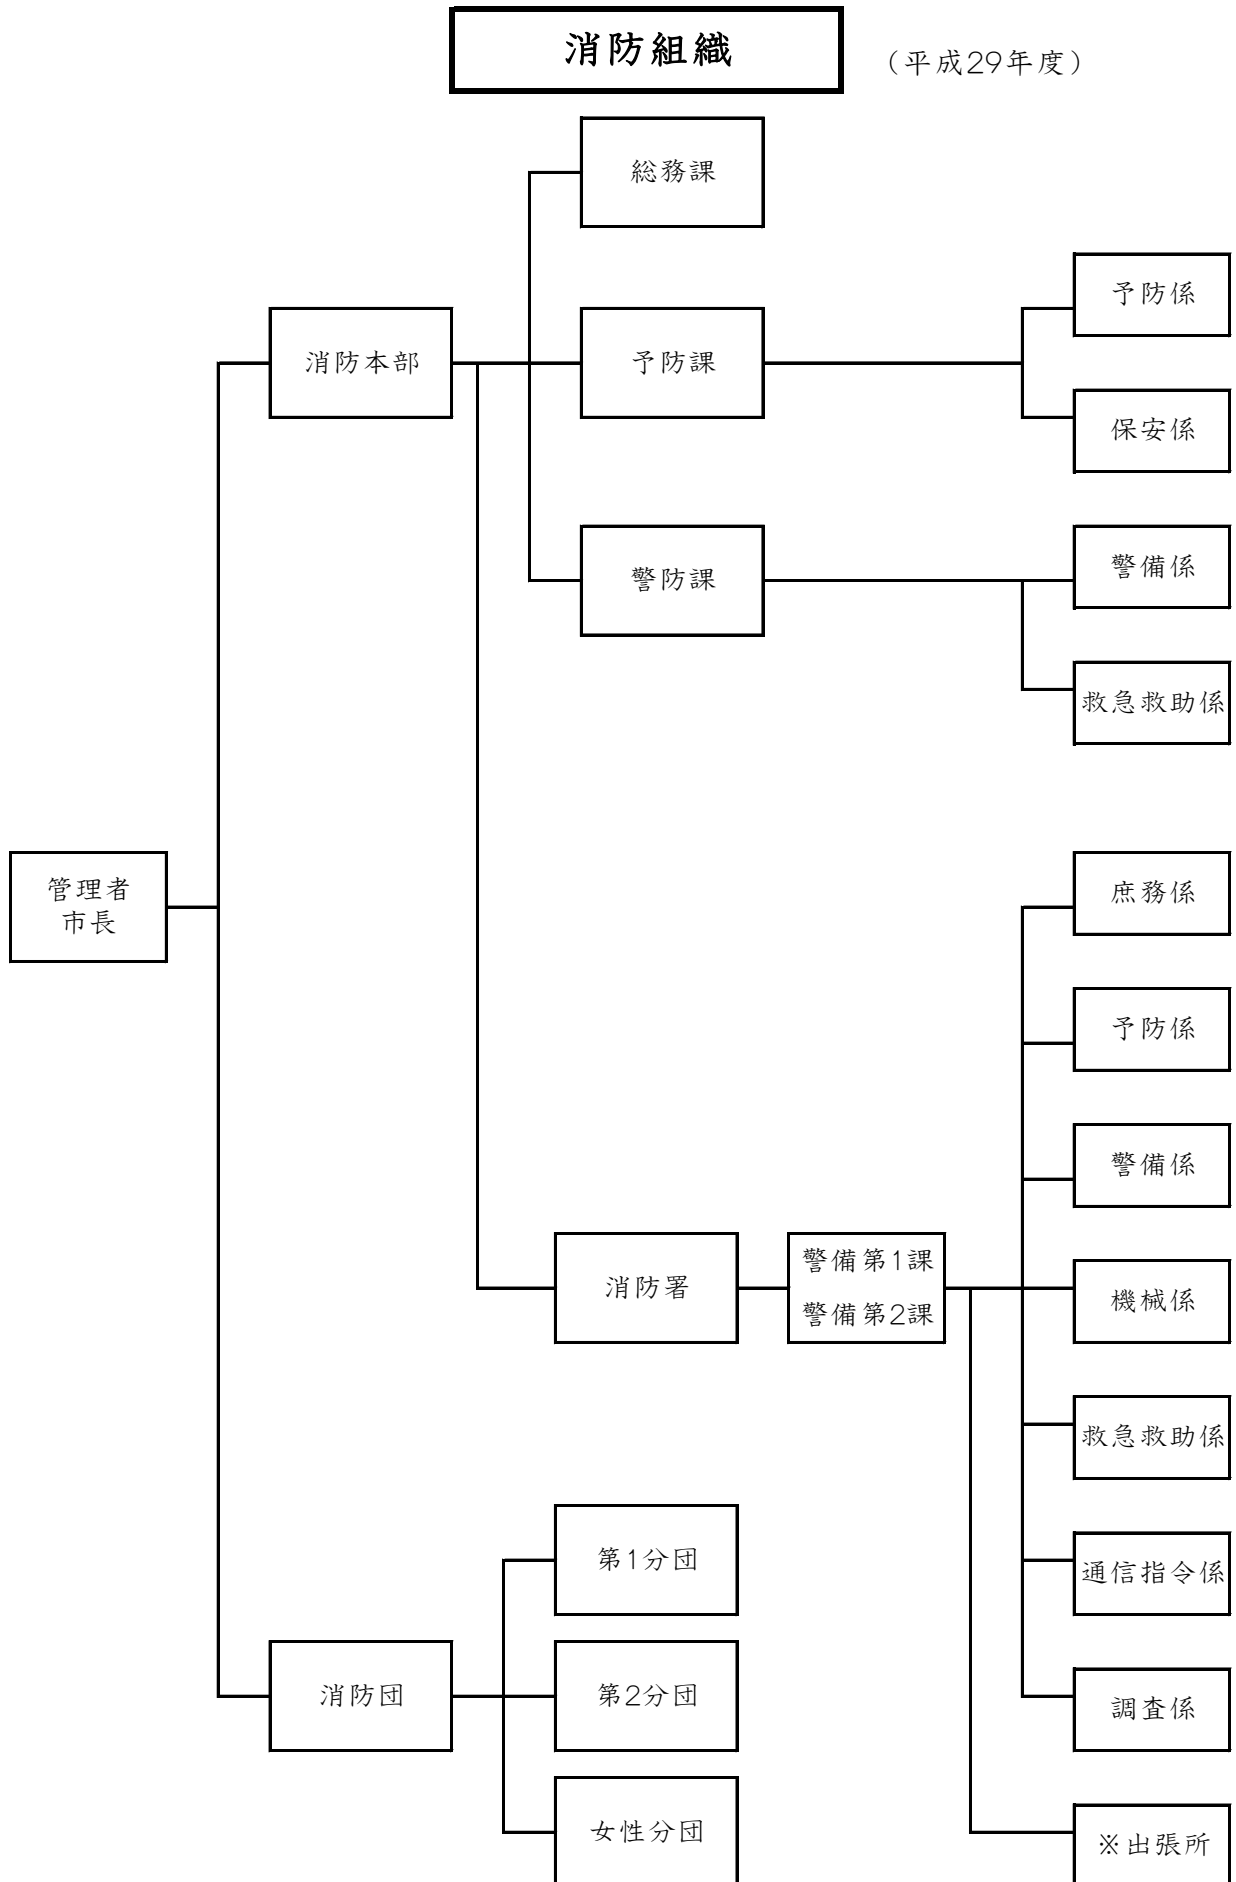 消防組織
（平成29年度）
総務課
予防係
消防本部
予防課
保安係
警防課
警備係
救急救助係
管理者
市長
庶務係
予防係
警備係
消防署
警備第1課
警備第2課
機械係
救急救助係
第1分団
通信指令係
消防団
第2分団
調査係
女性分団
※出張所